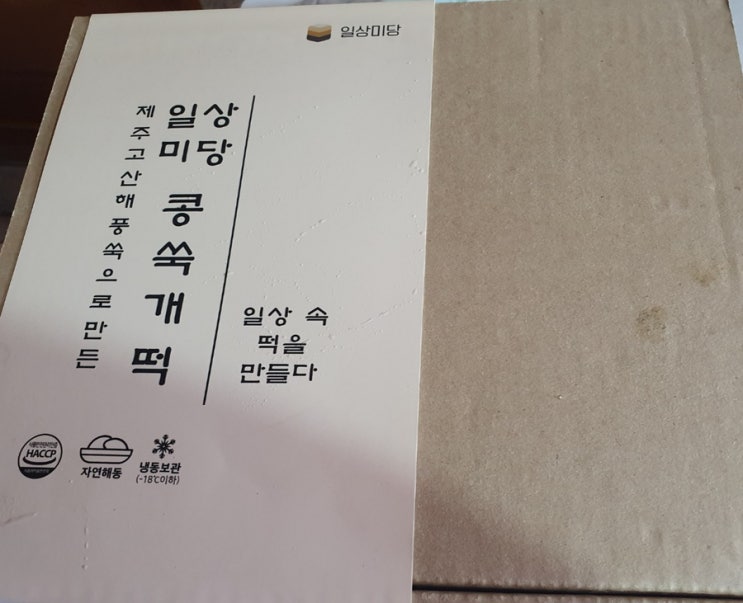 일상미당
일상
미당
콩
쑥
개
떡
제주고산해풍쑥으로만든
일상 속
떡을
만들다
HACCP
자연해동
냉동보관
(-18℃이하)